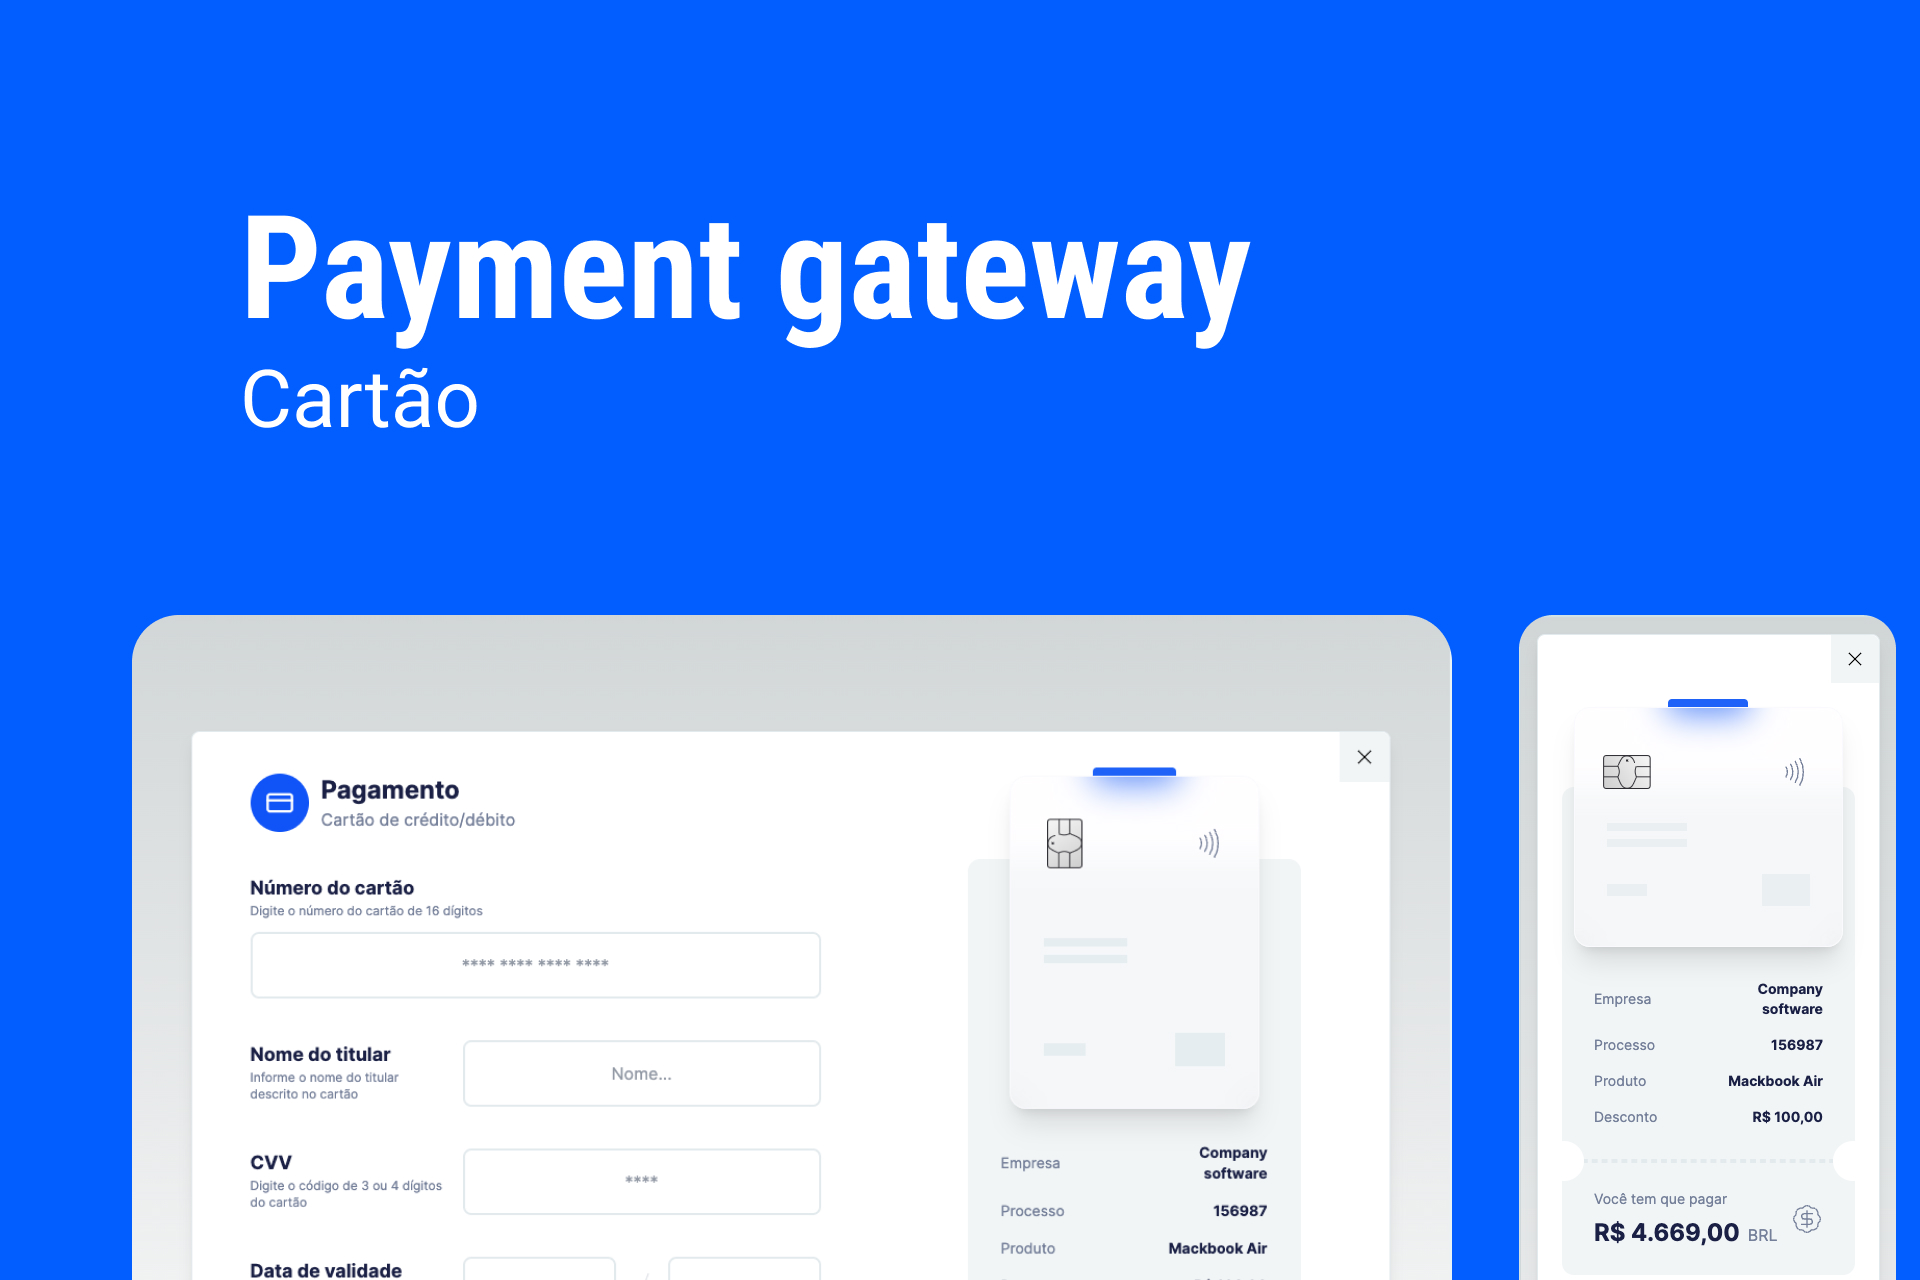 Payment gateway
Cartão
Pagamento
Cartão de crédito/débito
Número do cartão
Digite o número do cartão de 16 dígitos
**** **** **** ****
Nome do titular
Informe o nome do titular
descrito no cartão
Nome...
CVV
Digite o código de 3 ou 4 dígitos
do cartão
****
Data de validade
/
Empresa
Company
software
Processo
156987
Produto
Mackbook Air
Empresa
Company
software
Processo
156987
Produto
Mackbook Air
Desconto
R$ 100,00
Você tem que pagar
R$ 4.669,00 BRL